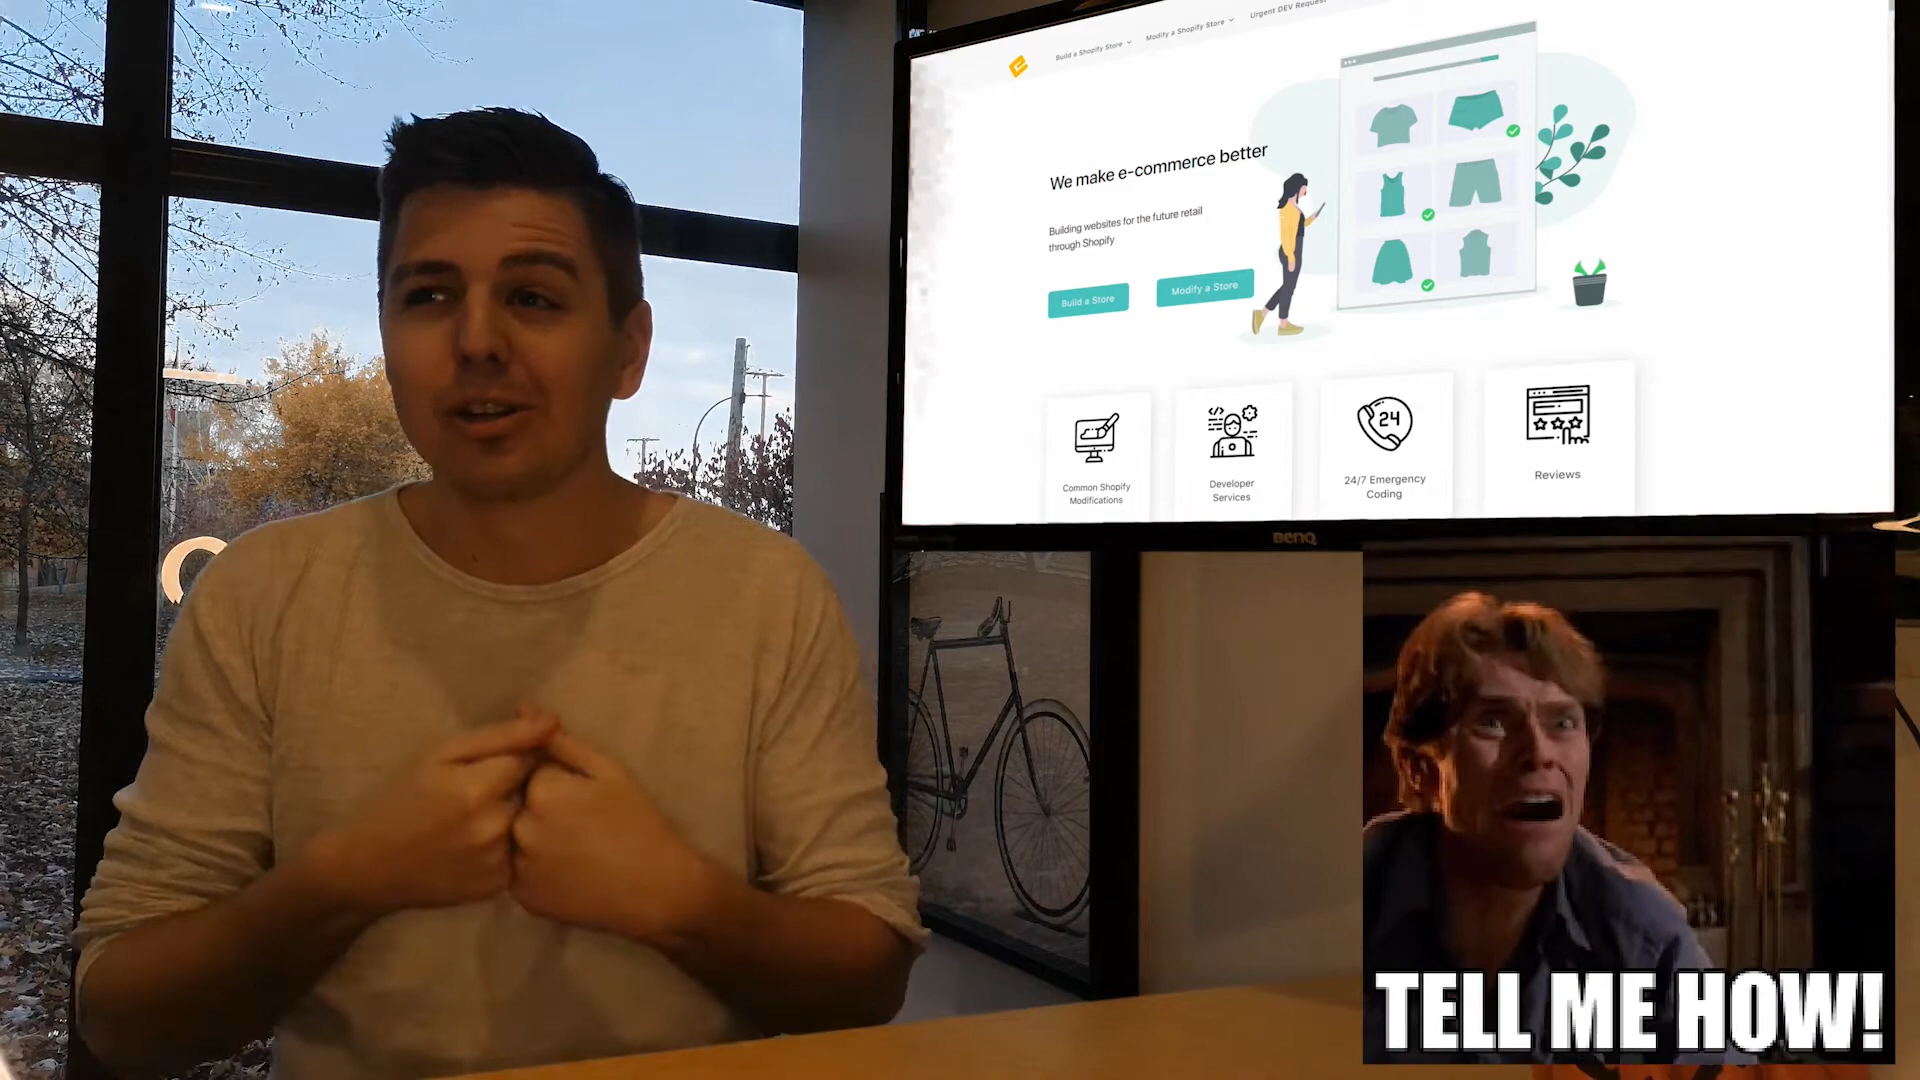 Build a Shopify Store
Modify a Shopify Store
Urgent DEV Request
We make e-commerce better
Building websites for the future retail
through Shopify
Build a Store
Modify a Store
24
Common Shopify
Modifications
Developer
Services
24/7 Emergency
Coding
Reviews
BenQ
TELL ME HOW!